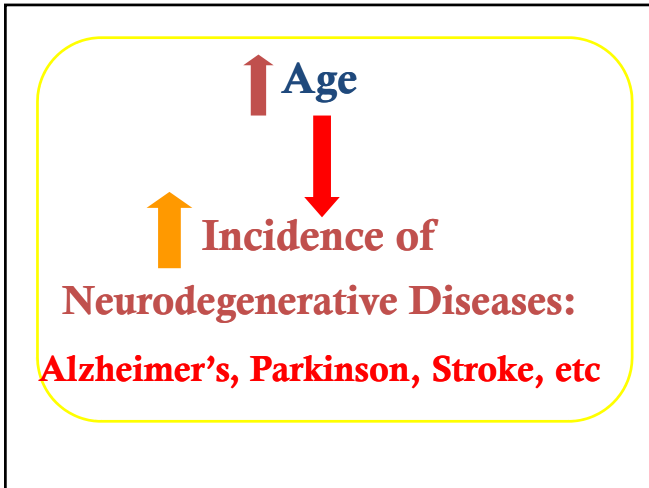 Age
Incidence of
Neurodegenerative Diseases:
Alzheimer’s, Parkinson, Stroke, etc